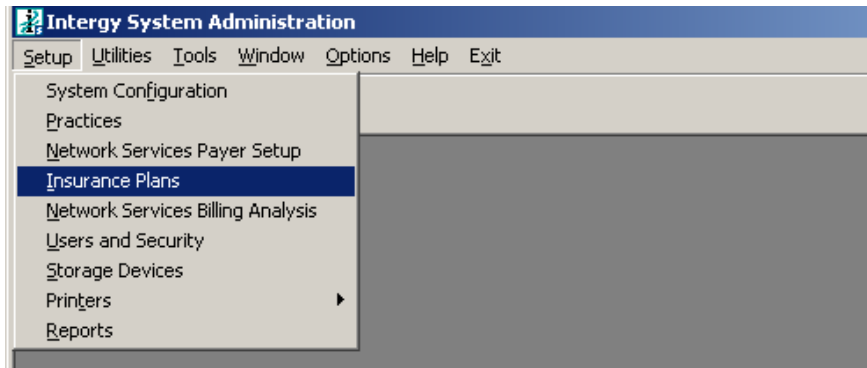 Intergy System Administration
Setup Utilities Tools Window Options Help Exit
System Configuration
Practices
Network Services Payer Setup
Insurance Plans
Network Services Billing Analysis
Users and Security
Storage Devices
Printers
Reports